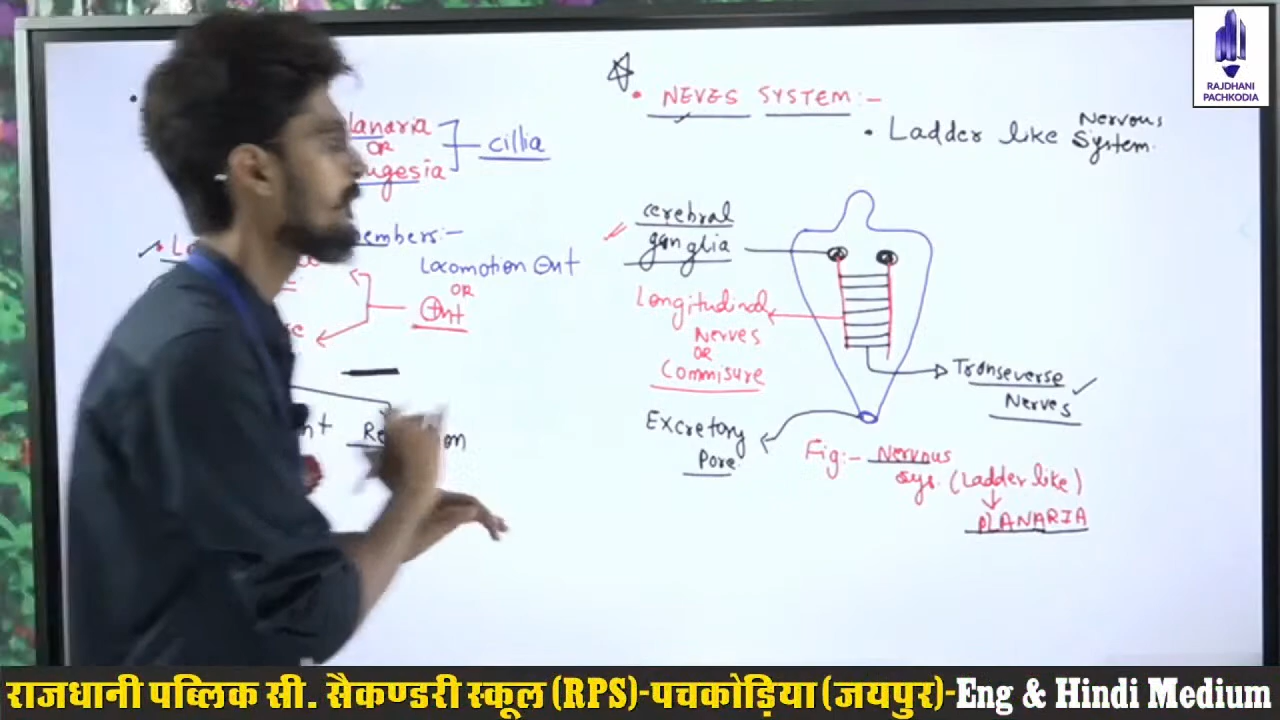 RAJDHANI
PACHKODIA
NEVES SYSTEM:-
• Ladder like Nervous System.
lanaria
OR
ugesia
cillia
embers:-
Locomotion
OR
cerebral
ganglia
Longitudinal
Nerves
OR
Commisure
Transeverse
Nerves
Excretory
Pore.
Fig:- Nervous
sys. (Ladder like)
PLANARIA
राजधानी पब्लिक सी. सैकण्डरी स्कूल (RPS)-पचकोड़िया (जयपुर)-Eng & Hindi Medium